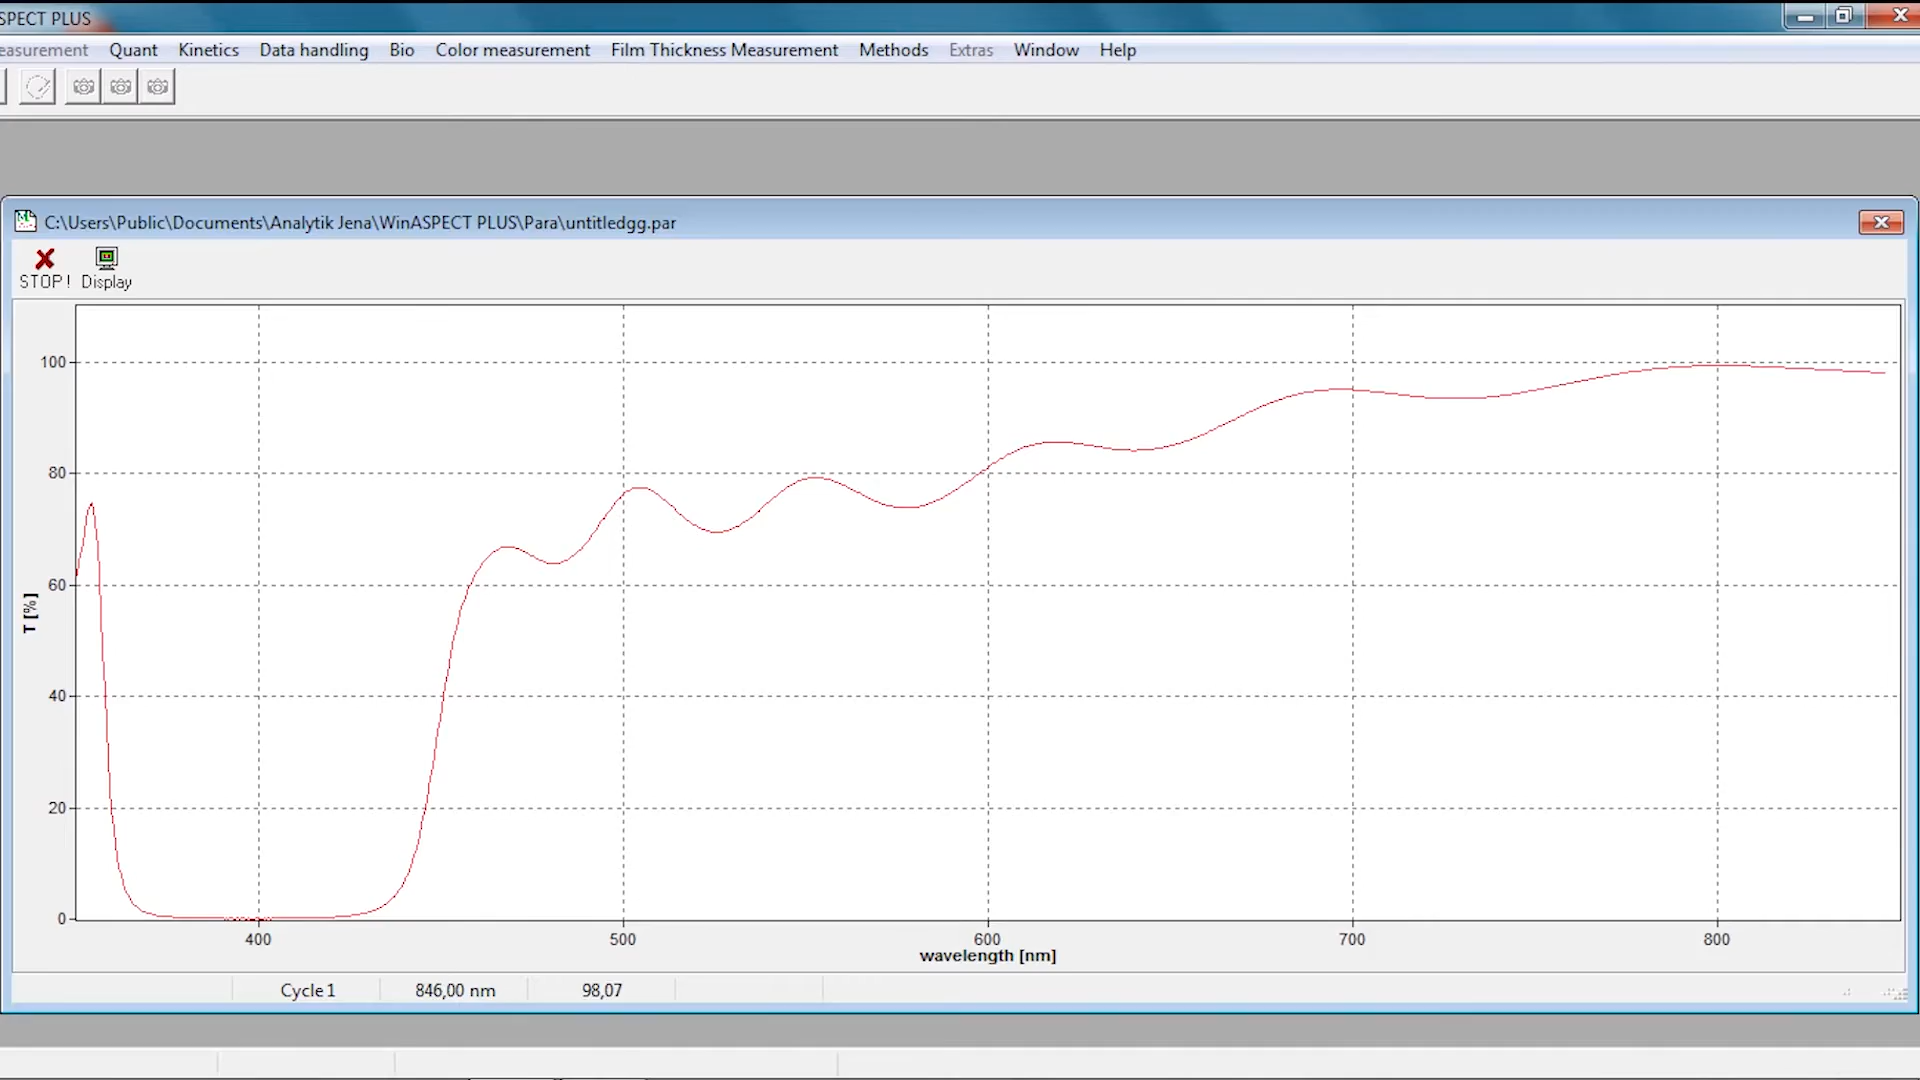 SPECT PLUS
easurement Quant Kinetics Data handling Bio Color measurement Film Thickness Measurement Methods Extras Window Help
C:\Users\Public\Documents\Analytik Jena\WinASPECT PLUS\Para\untitledgg.par
STOP! Display
100
80
60
40
20
0
T [%]
400 500 600 700 800
wavelength [nm]
Cycle 1 846,00 nm 98,07